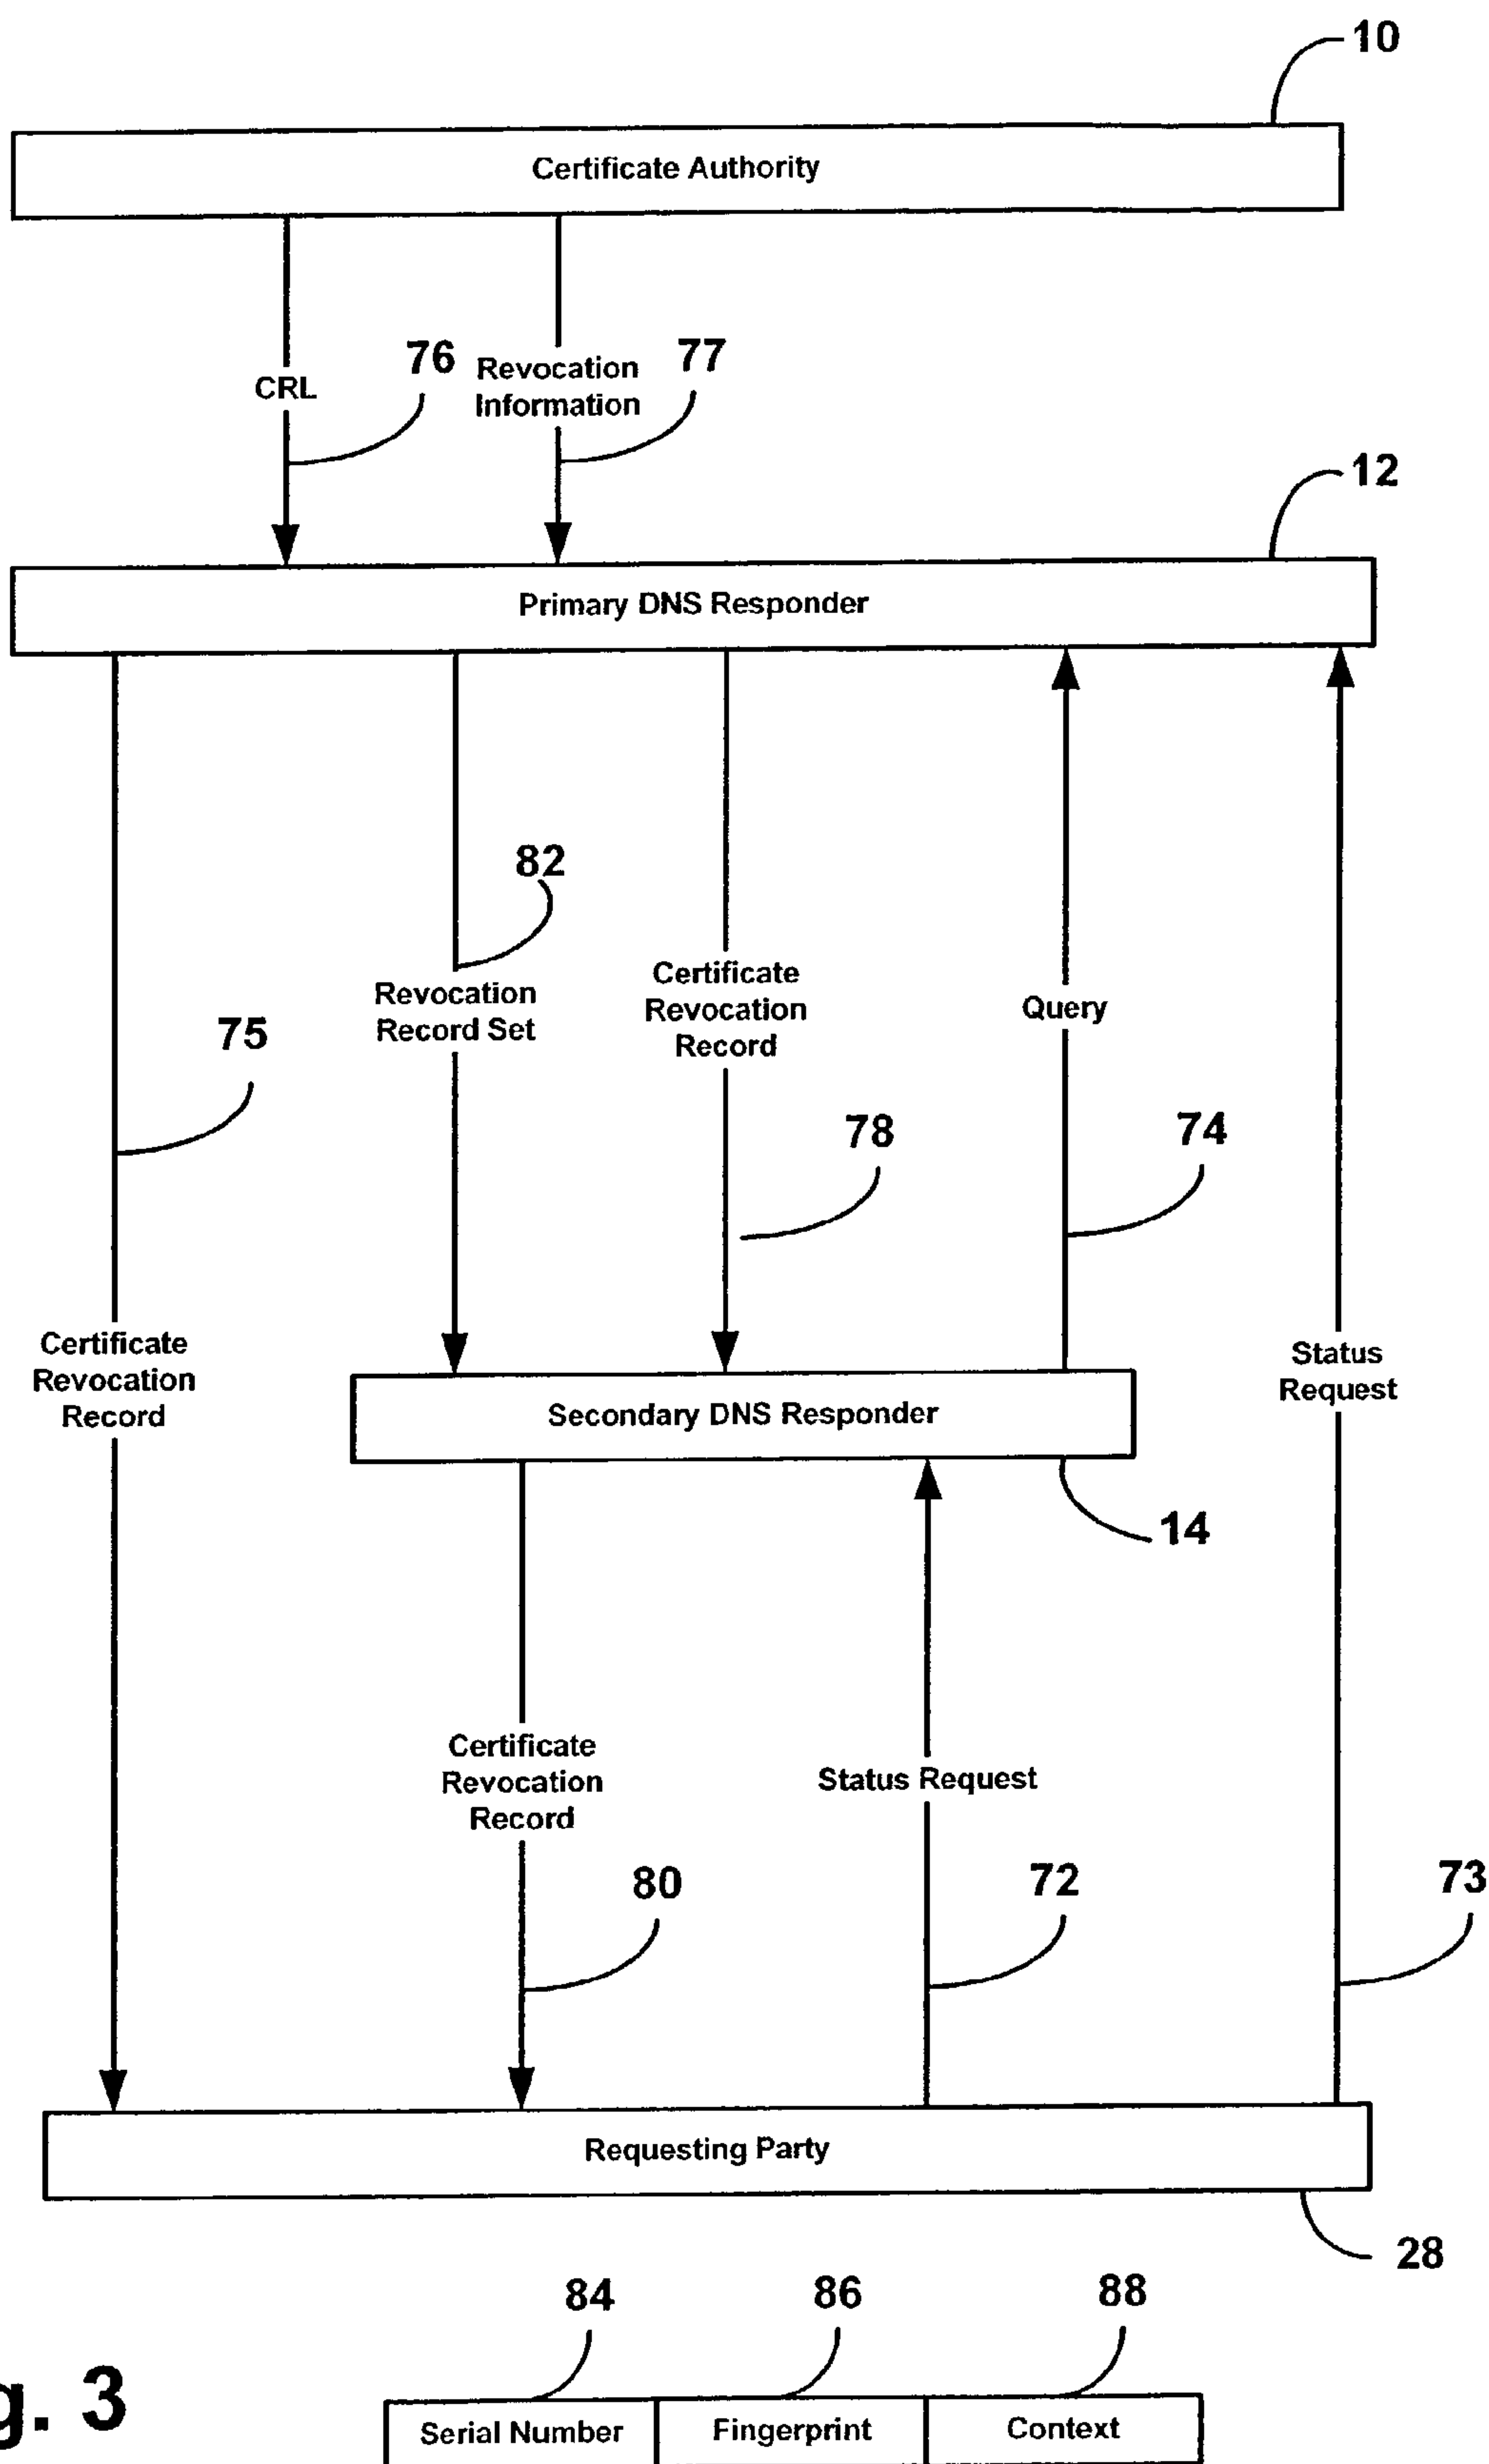 10
Certificate Authority
76
77
CRL
Revocation
Information
12
Primary DNS Responder
82
Revocation
Record Set
Certificate
Revocation
Record
Query
75
78
74
Certificate
Revocation
Record
Status
Request
Secondary DNS Responder
14
Certificate
Revocation
Record
Status Request
80
72
73
Requesting Party
28
84
86
88
g. 3
Serial Number
Fingerprint
Context